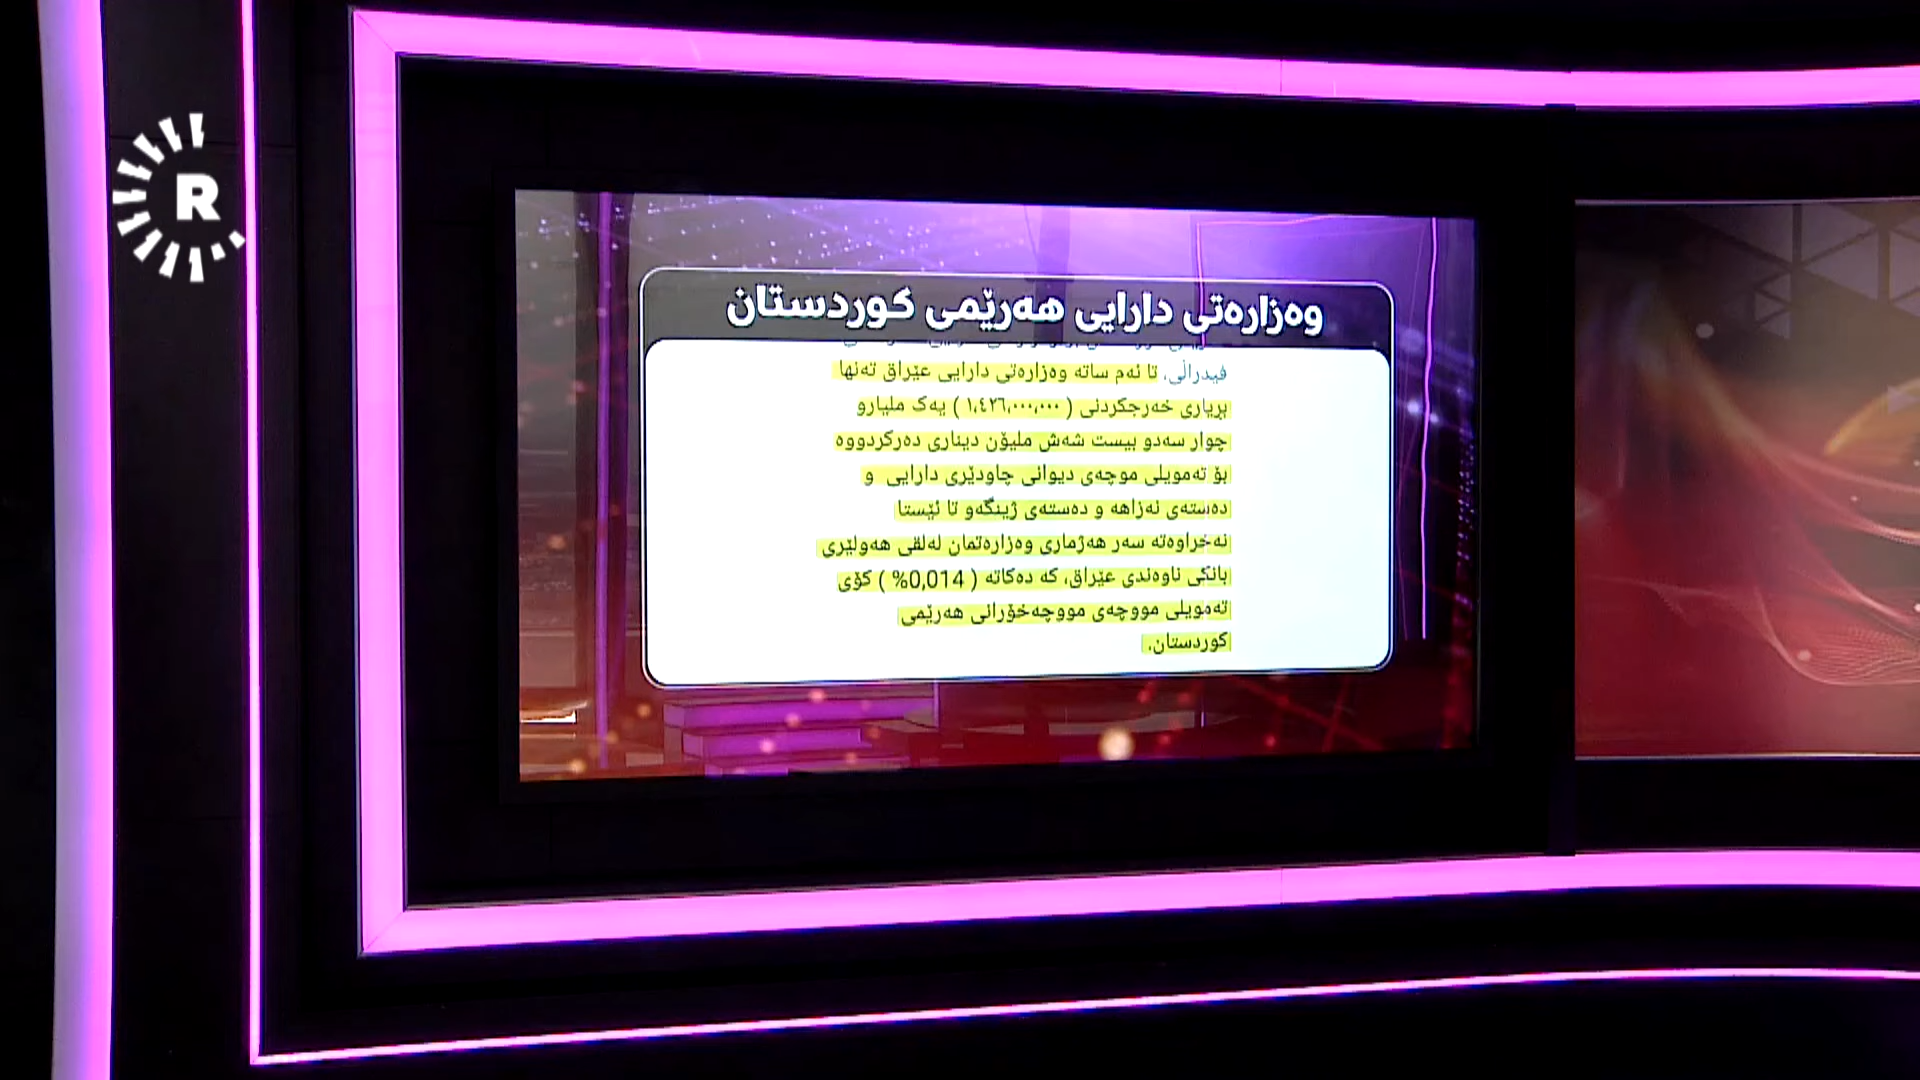 R
وەزارەتی دارایی هەرێمی کوردستان
فیدراڵی، تا ئەم ساتە وەزارەتی دارایی عێراق تەنها
بڕیاری خەرجکردنی ( ١،٤٢٦،٠٠٠،٠٠٠ ) یەک ملیارو
چوار سەدو بیست شەش ملیۆن دیناری دەرکردووە
بۆ تەمویلی موچەی دیوانی چاودێری دارایی و
دەستەی نەزاهە و دەستەی ژینگەو تا ئێستا
نەخراوەتە سەر هەژماری وەزارەتمان لەلقی هەولێری
بانکی ناوەندی عێراق، کە دەکاتە ( 0,014% ) کۆی
تەمویلی مووچەی مووچەخۆرانی هەرێمی
کوردستان.